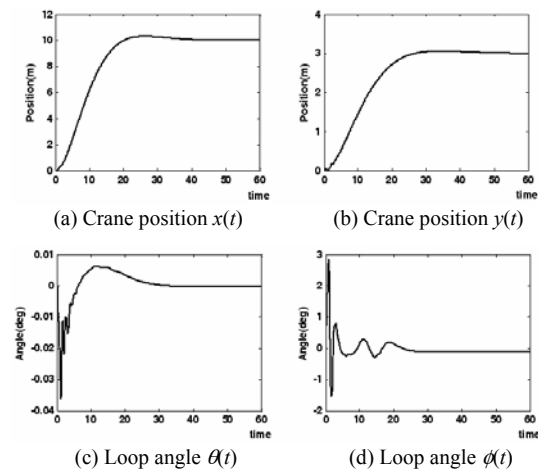 12
10
8
6
4
2
0
Position(m)
0 10 20 30 40 50 60
time
(a) Crane position x(t)
4
3
2
1
0
Position(m)
0 10 20 30 40 50 60
time
(b) Crane position y(t)
0.01
0
-0.01
-0.02
-0.03
-0.04
Angle(deg)
0 10 20 30 40 50 60
time
(c) Loop angle θ(t)
3
2
1
0
-1
-2
Angle(deg)
0 10 20 30 40 50 60
time
(d) Loop angle ϕ(t)